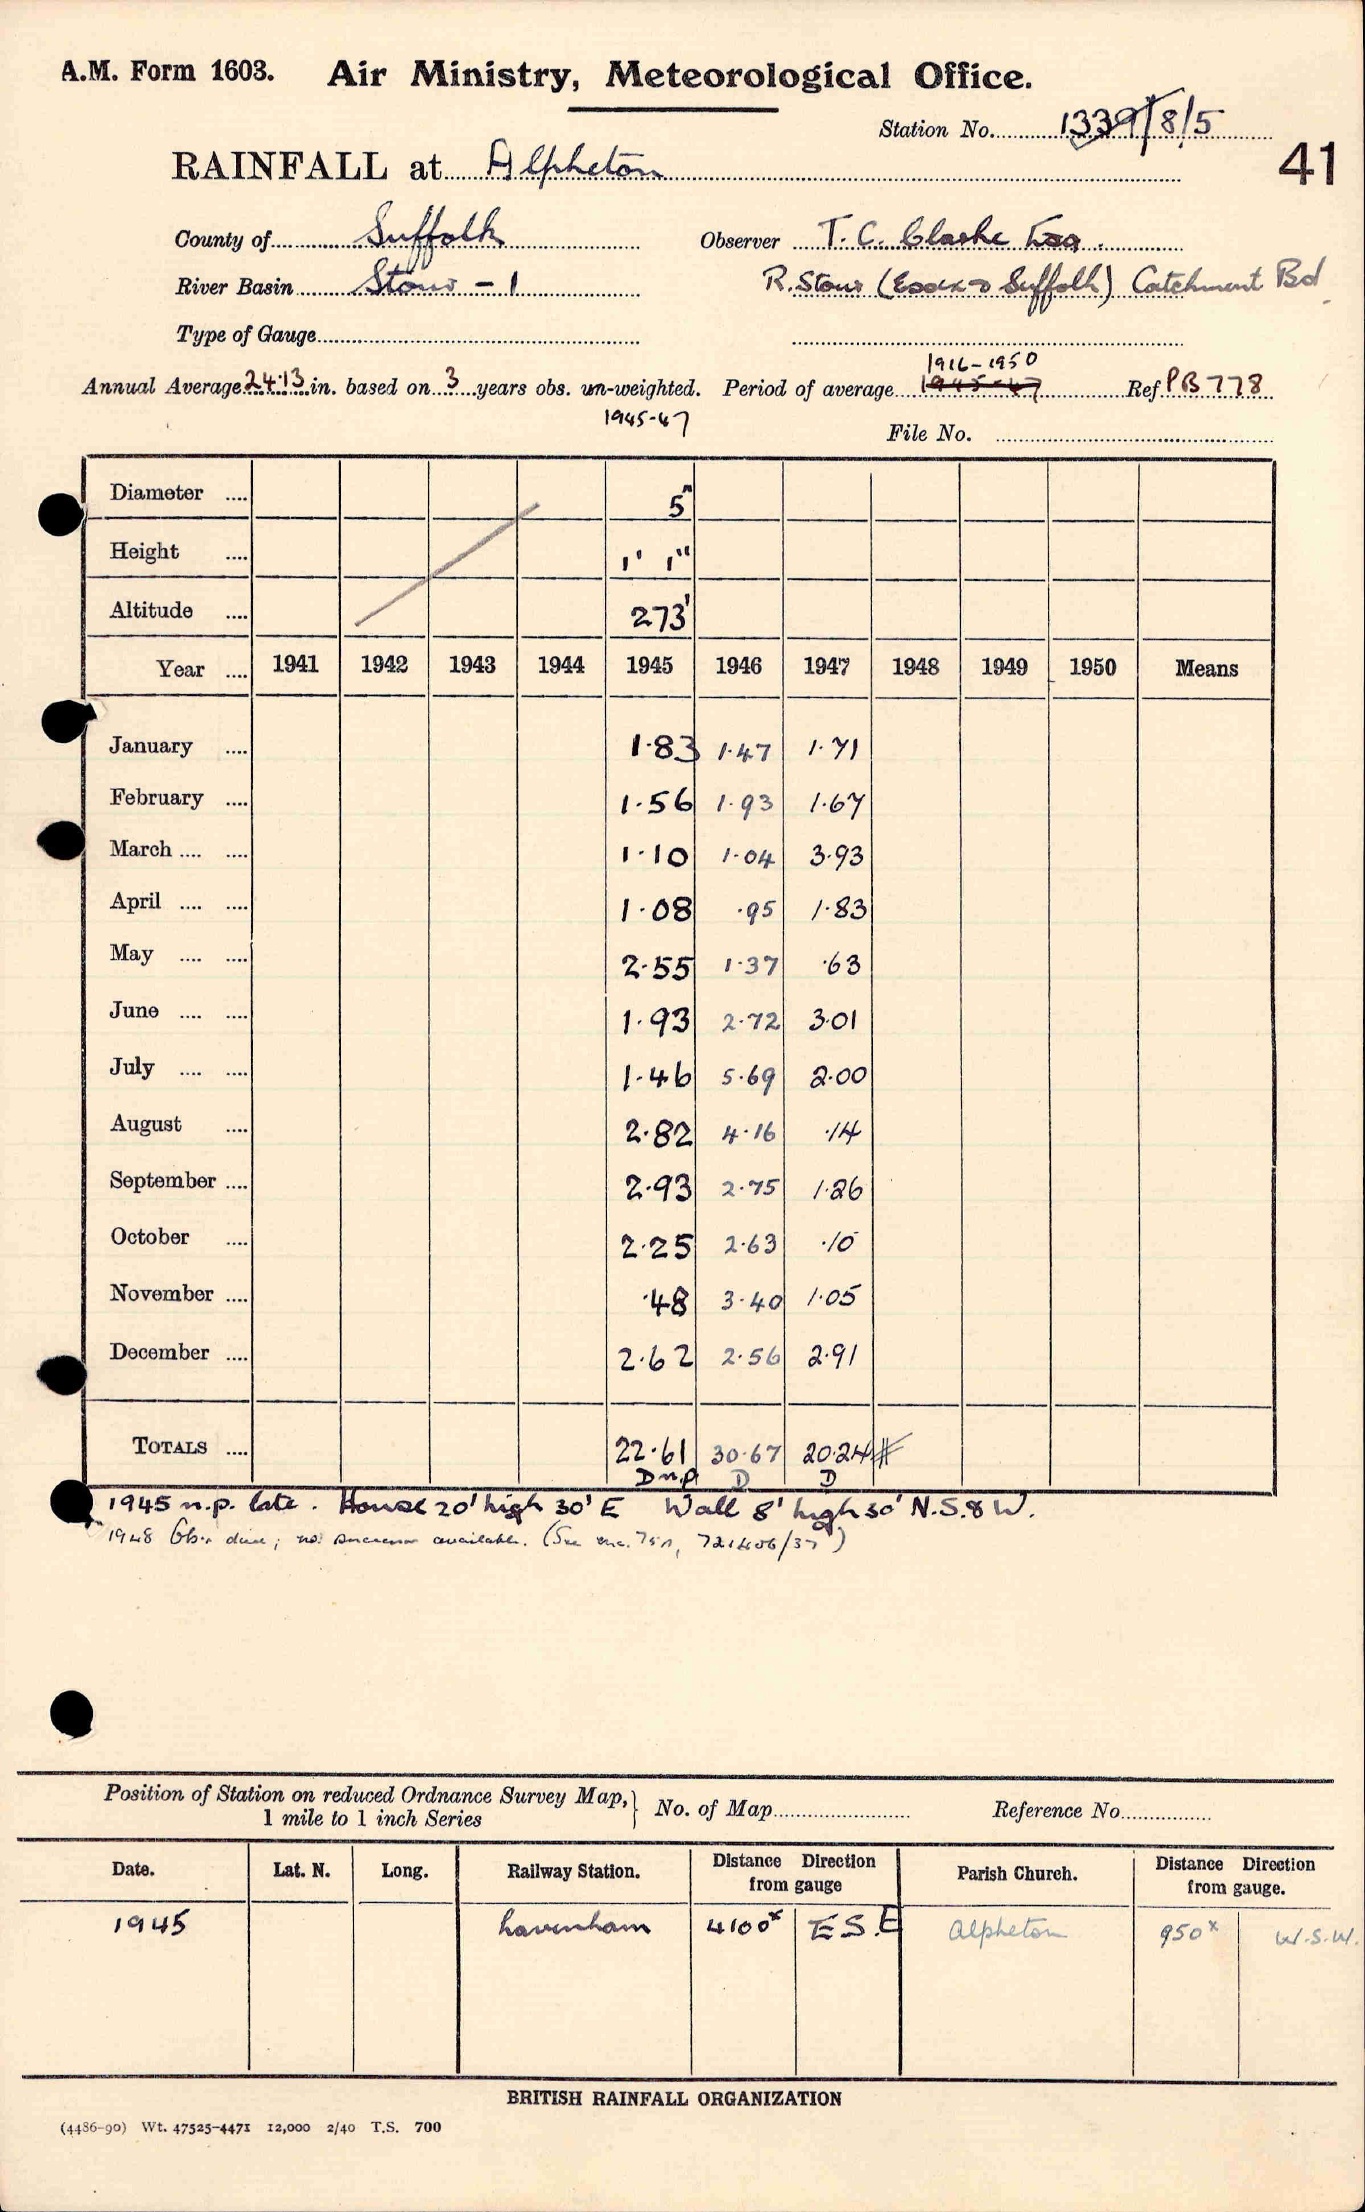 A.M. Form 1603. Air Ministry, Meteorological Office.
Station No. 1339/8/5
41
RAINFALL at Alpheton
County of Suffolk Observer T. C. Clarke Esq.
River Basin Stour - 1 R. Stour (Essex & Suffolk) Catchment Bd.
Type of Gauge
1916-1950
Annual Average 24.13 in. based on 3 years obs. un-weighted. Period of average 1945-47 Ref PB 778
1945-47
File No.
Diameter .... 5"
Height .... 1' 1"
Altitude .... 273'
Year .... 1941 1942 1943 1944 1945 1946 1947 1948 1949 1950 Means
January .... 1.83 1.47 1.71
February .... 1.56 1.93 1.67
March .... .... 1.10 1.04 3.93
April .... .... 1.08 .95 1.83
May .... .... 2.55 1.37 .63
June .... .... 1.93 2.72 3.01
July .... .... 1.46 5.69 2.00
August .... 2.82 4.16 .14
September .... 2.93 2.75 1.26
October .... 2.25 2.63 .10
November .... .48 3.40 1.05
December .... 2.62 2.56 2.91
TOTALS .... 22.61 30.67 20.24
D n.p D D
1945 n.p. late. House 20' high 30' E Wall 8' high 30' N.S.& W.
1948 Obsr died; no successor available. (See enc. 721406/37)
Position of Station on reduced Ordnance Survey Map, } No. of Map Reference No.
1 mile to 1 inch Series
Date. Lat. N. Long. Railway Station. Distance Direction from gauge Parish Church. Distance Direction from gauge.
1945 Lavenham 4100x E S.E Alpheton 950x W.S.W.
BRITISH RAINFALL ORGANIZATION
(4486-90) Wt. 47525-4471 12,000 2/40 T.S. 700